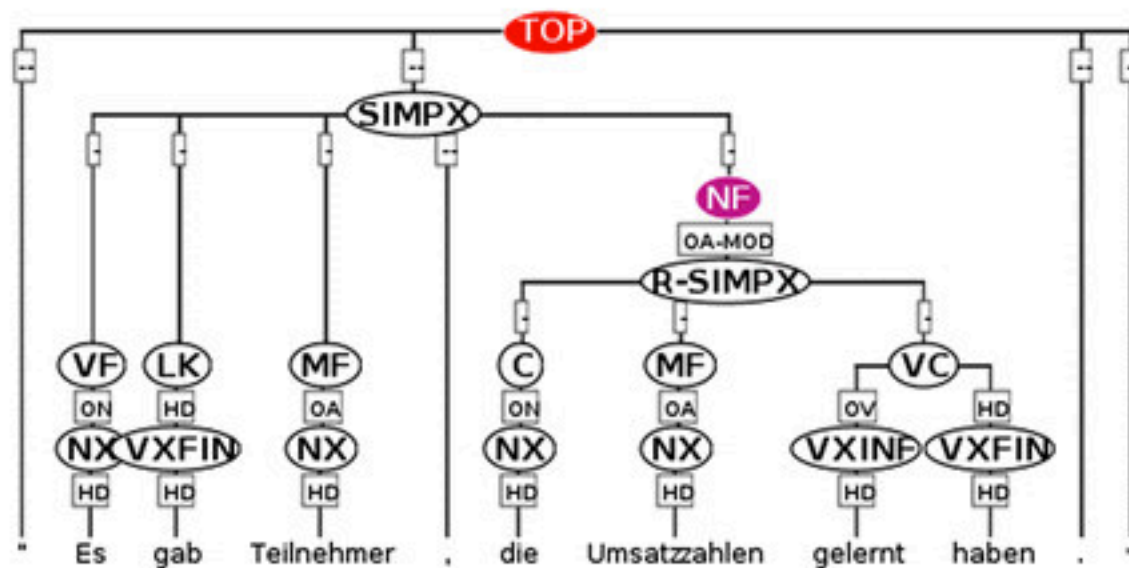 TOP
-- -- -- -
SIMPX
- - - -- -
NF
OA-MOD
R-SIMPX
- - -
VF LK MF C MF VC
ON HD OA ON OA OV HD
NX VXFIN NX NX NX VXINF VXFIN
HD HD HD HD HD HD HD
" Es gab Teilnehmer , die Umsatzzahlen gelernt haben . "